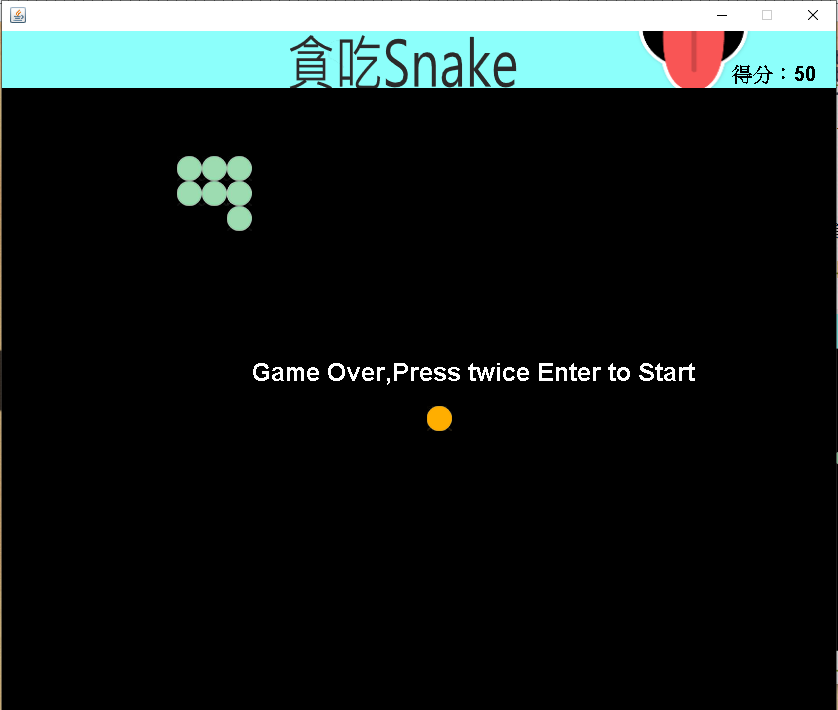 貪吃Snake
得分：50
Game Over,Press twice Enter to Start